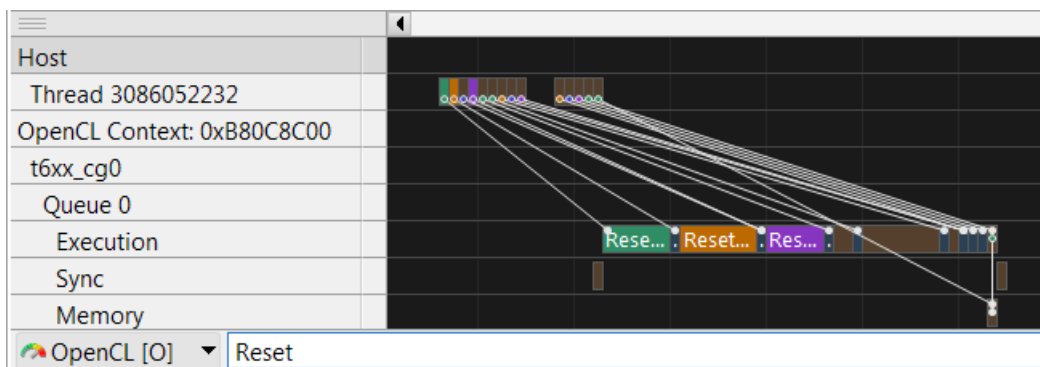 Host
Thread 3086052232
OpenCL Context: 0xB80C8C00
t6xx_cg0
Queue 0
Execution
Rese... . Reset... . Res... .
Sync
Memory
OpenCL [O]
Reset